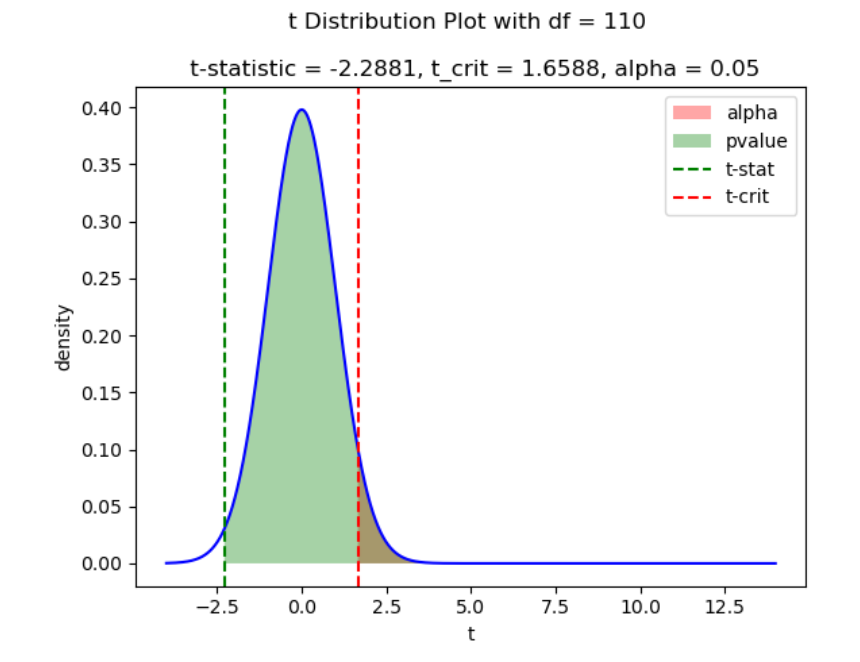 t Distribution Plot with df = 110
t-statistic = -2.2881, t_crit = 1.6588, alpha = 0.05
alpha
pvalue
t-stat
t-crit
density
0.40
0.35
0.30
0.25
0.20
0.15
0.10
0.05
0.00
−2.5 0.0 2.5 5.0 7.5 10.0 12.5
t